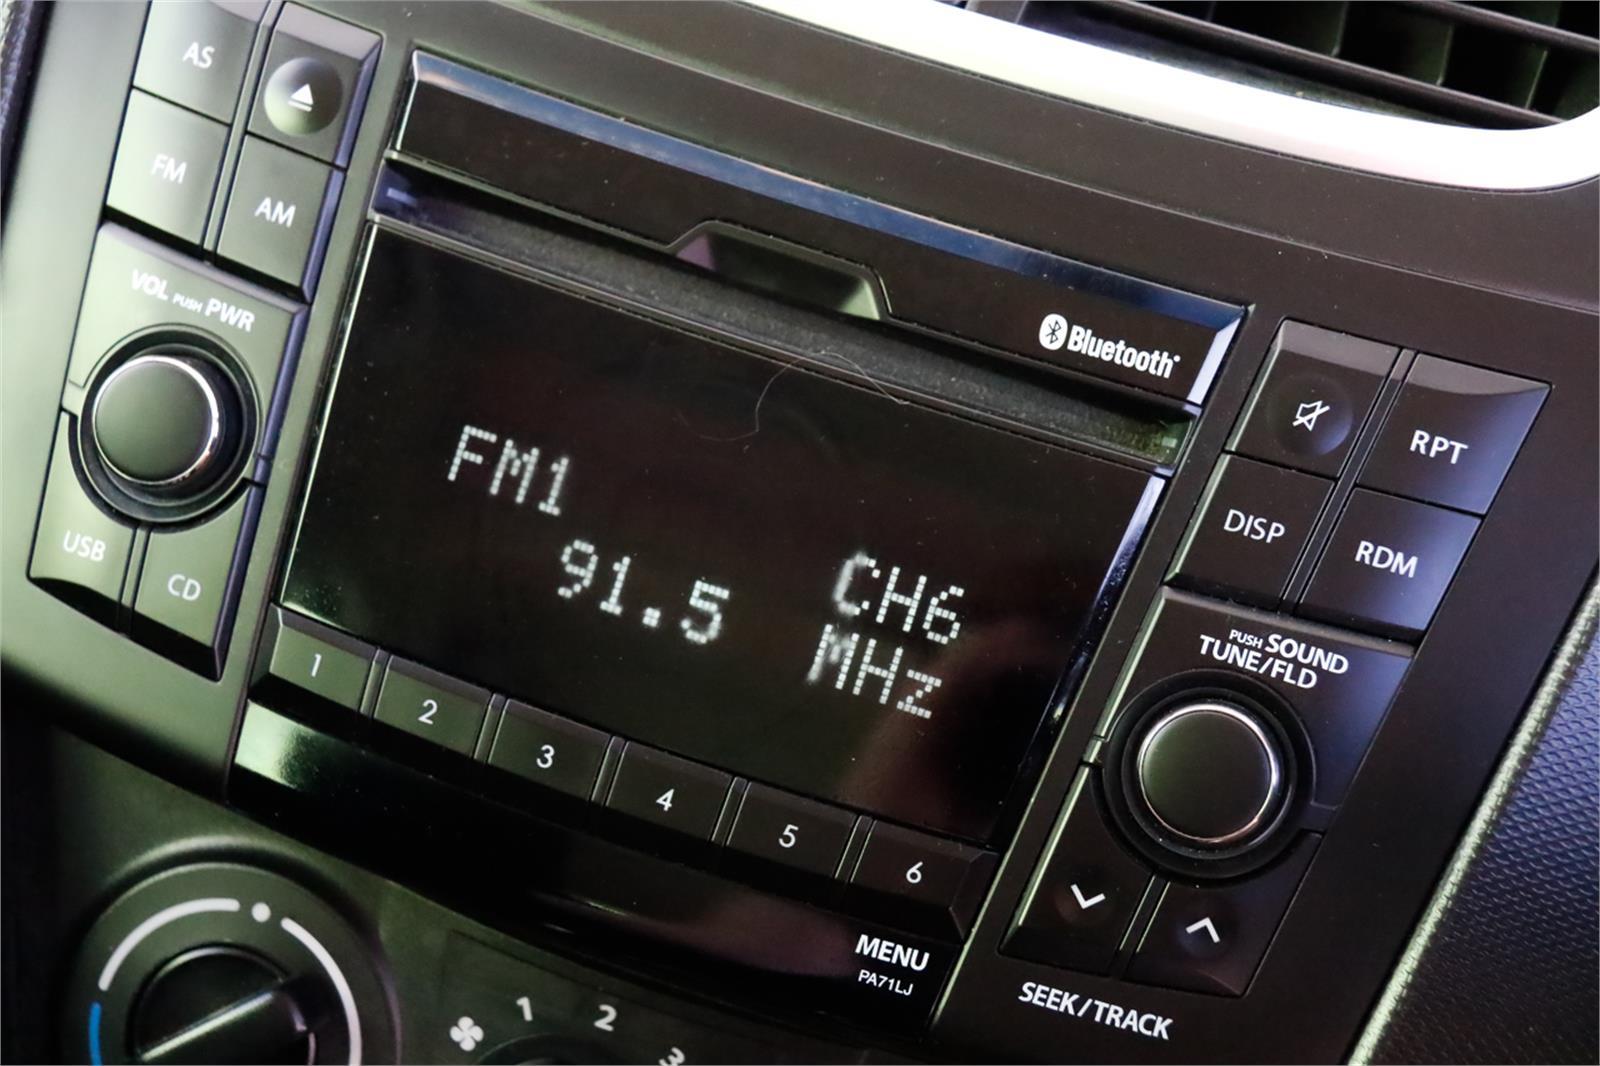 AS
FM
AM
VOL PUSH PWR
USB
CD
Bluetooth
FM1
91.5
CH6
MHz
1
2
3
4
5
6
MENU
PA71LJ
RPT
DISP
RDM
PUSH SOUND
TUNE/FLD
SEEK/TRACK
1
2
3